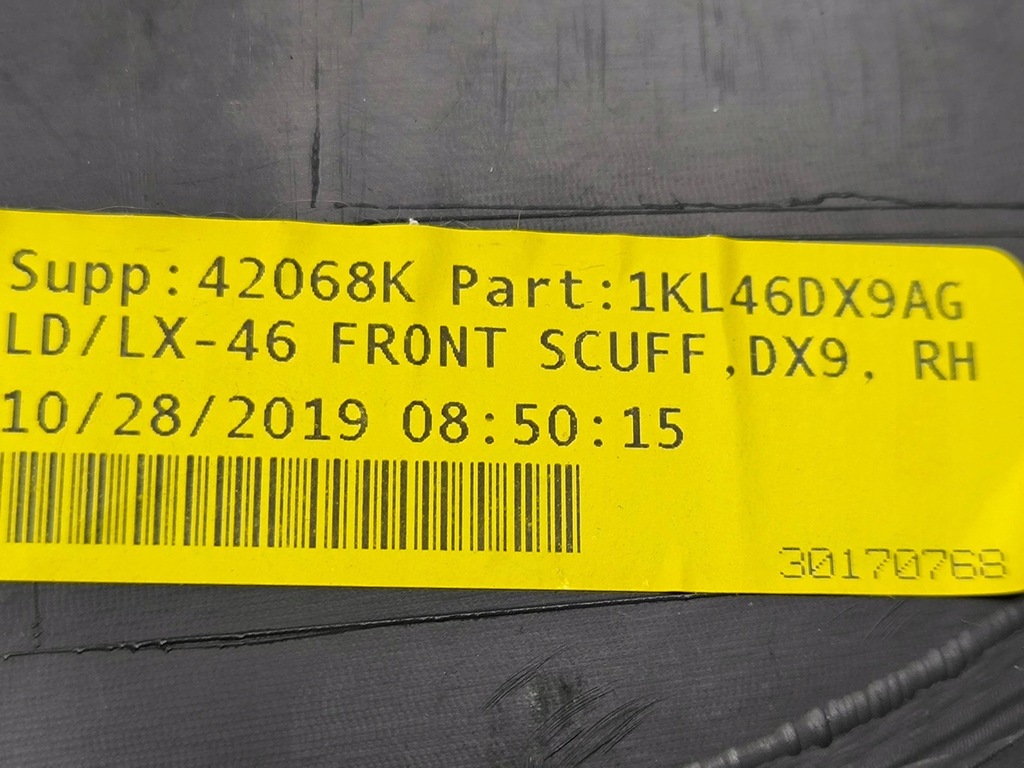 Supp:42068K Part:1KL46DX9AG
LD/LX-46 FRONT SCUFF,DX9, RH
10/28/2019 08:50:15
30170768